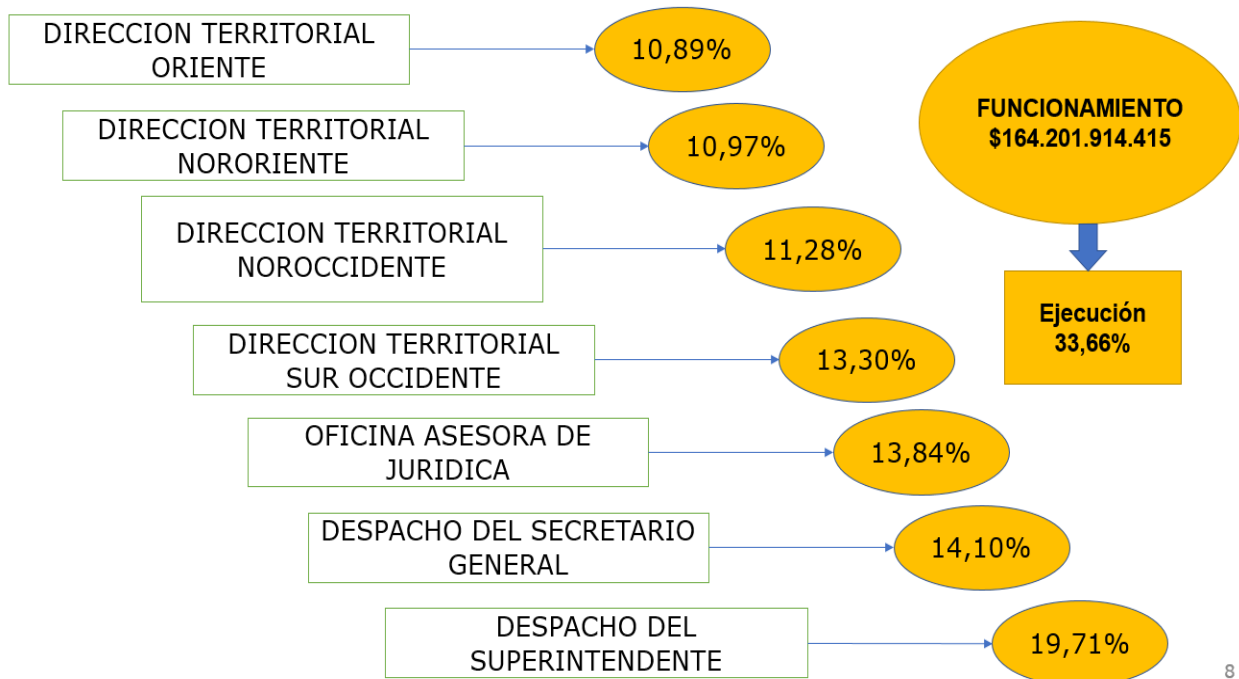 DIRECCION TERRITORIAL
ORIENTE
10,89%
DIRECCION TERRITORIAL
NORORIENTE
10,97%
DIRECCION TERRITORIAL
NOROCCIDENTE
11,28%
DIRECCION TERRITORIAL
SUR OCCIDENTE
13,30%
OFICINA ASESORA DE
JURIDICA
13,84%
DESPACHO DEL SECRETARIO
GENERAL
14,10%
DESPACHO DEL
SUPERINTENDENTE
19,71%
FUNCIONAMIENTO
$164.201.914.415
Ejecución
33,66%
8